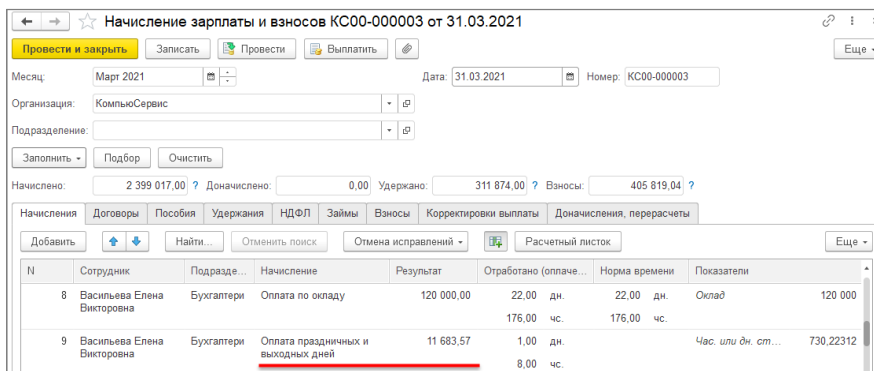 Начисление зарплаты и взносов КС00-000003 от 31.03.2021
Провести и закрыть Записать Провести Выплатить Еще
Месяц: Март 2021 Дата: 31.03.2021 Номер: КС00-000003
Организация: КомпьюСервис
Подразделение:
Заполнить Подбор Очистить
Начислено: 2 399 017,00 ? Доначислено: 0,00 Удержано: 311 874,00 ? Взносы: 405 819,04 ?
Начисления Договоры Пособия Удержания НДФЛ Займы Взносы Корректировки выплаты Доначисления, перерасчеты
Добавить Найти... Отменить поиск Отмена исправлений Расчетный листок Еще
N Сотрудник Подразде... Начисление Результат Отработано (оплаче... Норма времени Показатели
8 Васильева Елена Бухгалтери Оплата по окладу 120 000,00 22,00 дн. 22,00 дн. Оклад 120 000
Викторовна 176,00 чс. 176,00 чс.
9 Васильева Елена Бухгалтери Оплата праздничных и 11 683,57 1,00 дн. Час. или дн. ст... 730,22312
Викторовна выходных дней 8,00 чс.